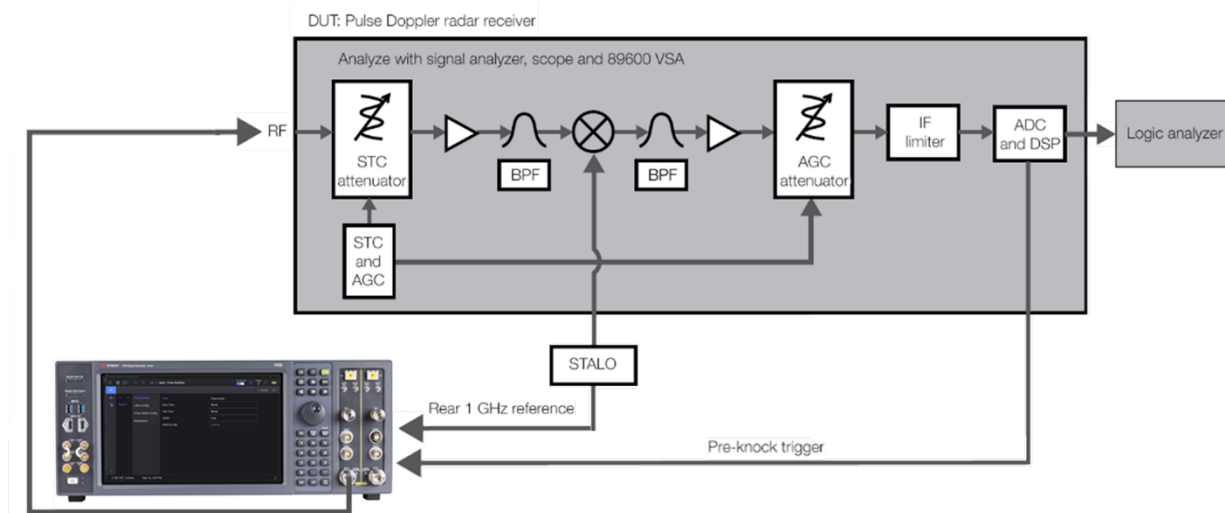 DUT: Pulse Doppler radar receiver
Analyze with signal analyzer, scope and 89600 VSA
RF
STC
attenuator
BPF
BPF
AGC
attenuator
IF
limiter
ADC
and DSP
Logic analyzer
STC
and
AGC
STALO
Rear 1 GHz reference
Pre-knock trigger